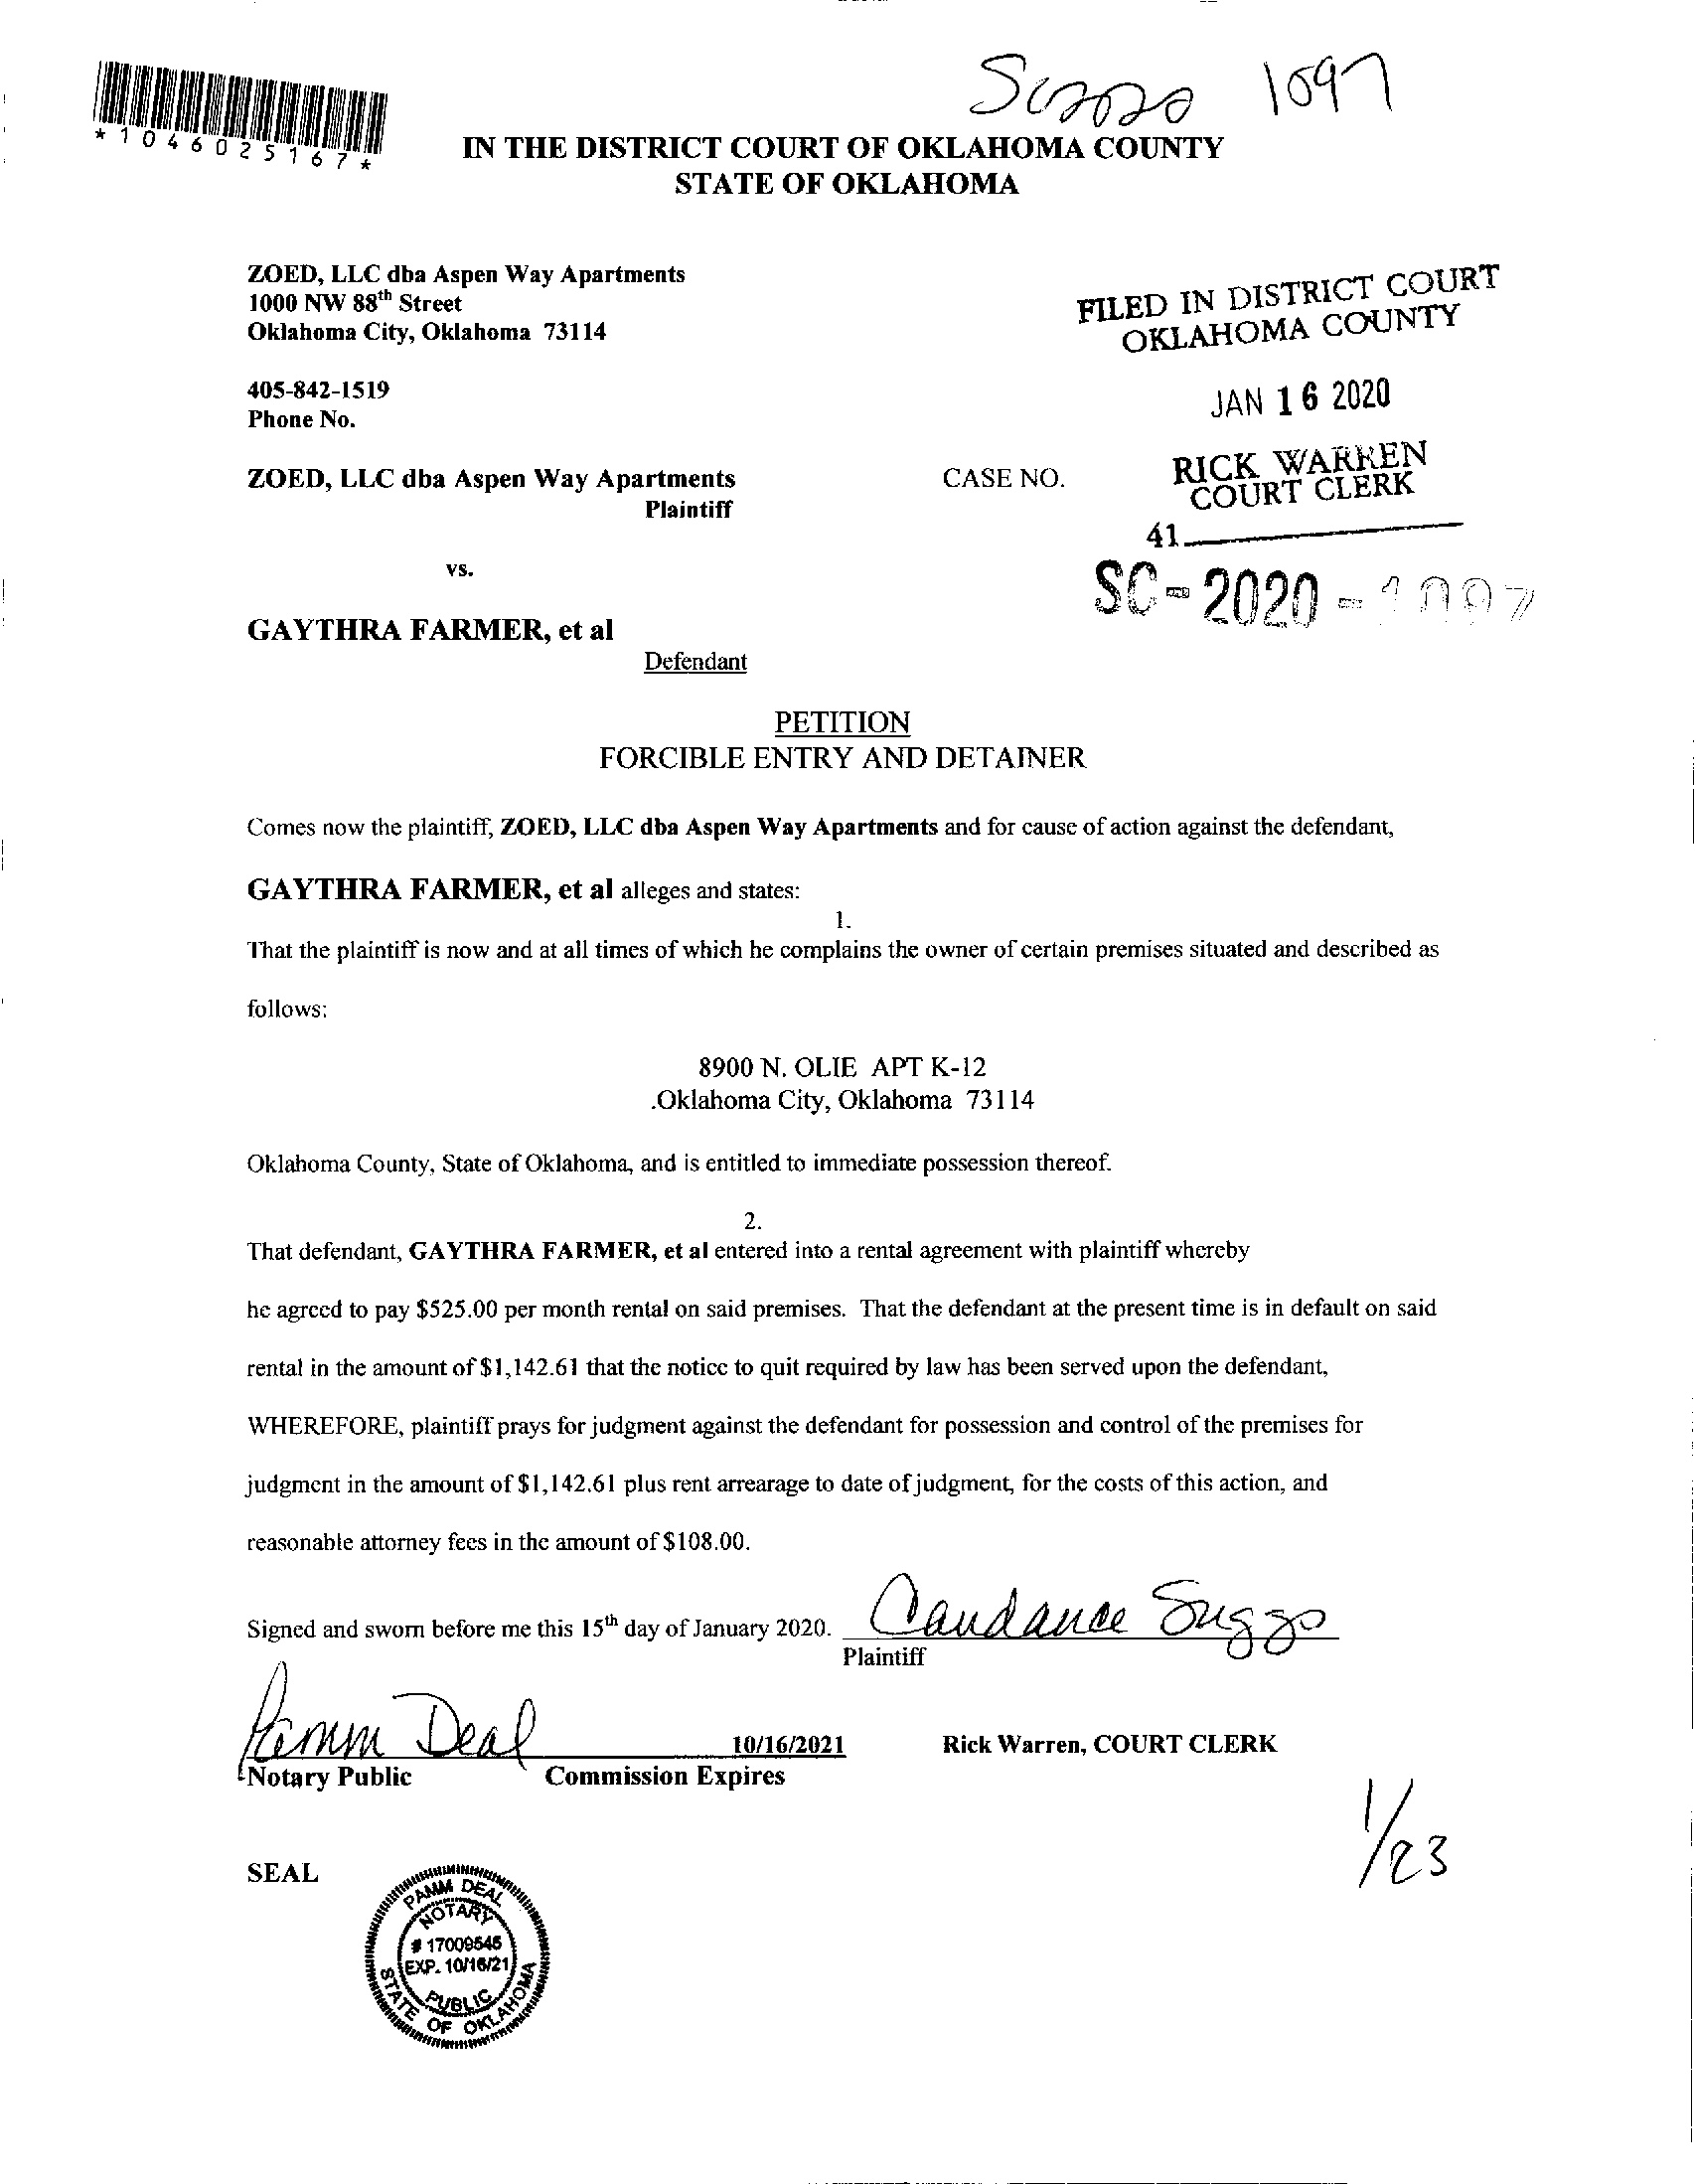 *1046025167*
SC2020 1097
IN THE DISTRICT COURT OF OKLAHOMA COUNTY
STATE OF OKLAHOMA
ZOED, LLC dba Aspen Way Apartments
1000 NW 88th Street
Oklahoma City, Oklahoma 73114
FILED IN DISTRICT COURT
OKLAHOMA COUNTY
405-842-1519
Phone No.
JAN 16 2020
ZOED, LLC dba Aspen Way Apartments
Plaintiff
CASE NO.
RICK WARREN
COURT CLERK
41
vs.
SC-2020-1097
GAYTHRA FARMER, et al
Defendant
PETITION
FORCIBLE ENTRY AND DETAINER
Comes now the plaintiff, ZOED, LLC dba Aspen Way Apartments and for cause of action against the defendant,
GAYTHRA FARMER, et al alleges and states:
1.
That the plaintiff is now and at all times of which he complains the owner of certain premises situated and described as
follows:
8900 N. OLIE APT K-12
.Oklahoma City, Oklahoma 73114
Oklahoma County, State of Oklahoma, and is entitled to immediate possession thereof.
2.
That defendant, GAYTHRA FARMER, et al entered into a rental agreement with plaintiff whereby
he agreed to pay $525.00 per month rental on said premises. That the defendant at the present time is in default on said
rental in the amount of $1,142.61 that the notice to quit required by law has been served upon the defendant,
WHEREFORE, plaintiff prays for judgment against the defendant for possession and control of the premises for
judgment in the amount of $1,142.61 plus rent arrearage to date of judgment, for the costs of this action, and
reasonable attorney fees in the amount of $108.00.
Signed and sworn before me this 15th day of January 2020. Candance Suggs
Plaintiff
Pamm Deal 10/16/2021 Rick Warren, COURT CLERK
Notary Public Commission Expires
1/23
SEAL
PAMM DEAL
NOTARY
# 17009545
EXP. 10/16/21
PUBLIC
STATE OF OKLAHOMA